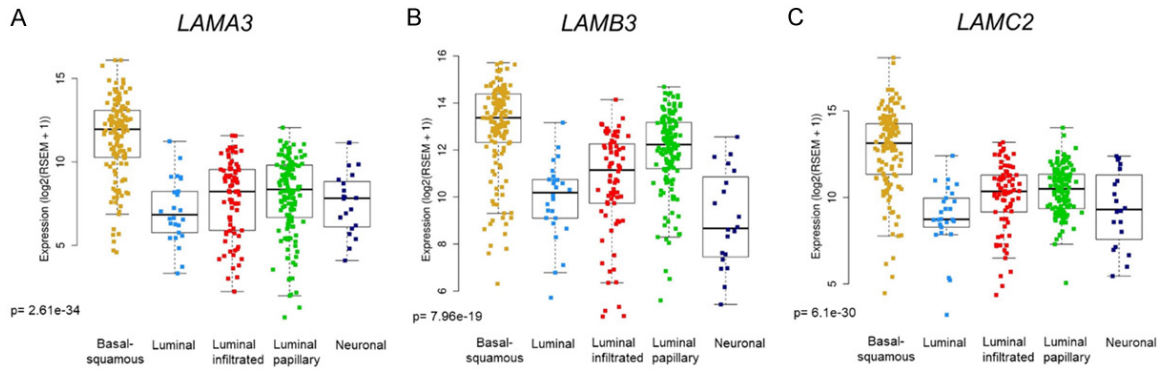 A
LAMA3
Expression (log2(RSEM + 1))
15
10
5
p= 2.61e-34
Basal-
squamous
Luminal
Luminal
infiltrated
Luminal
papillary
Neuronal
B
LAMB3
Expression (log2(RSEM + 1))
16
14
12
10
8
6
p= 7.96e-19
Basal-
squamous
Luminal
Luminal
infiltrated
Luminal
papillary
Neuronal
C
LAMC2
Expression (log2(RSEM + 1))
15
10
5
p= 6.1e-30
Basal-
squamous
Luminal
Luminal
infiltrated
Luminal
papillary
Neuronal